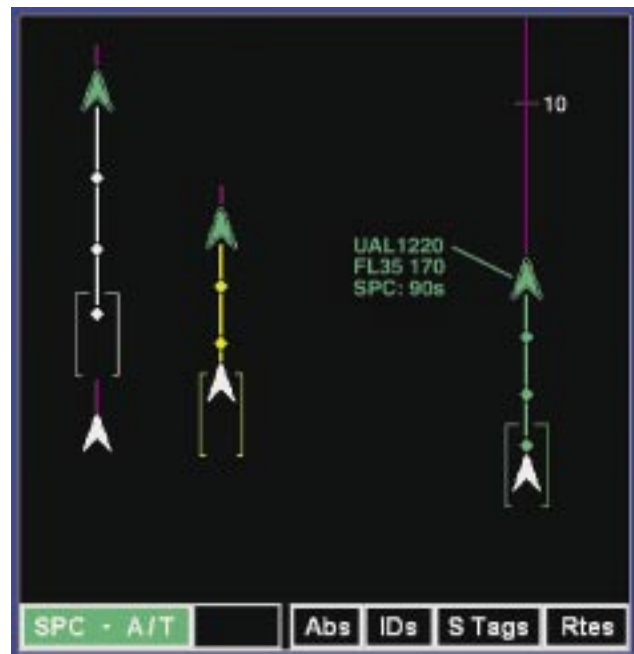 10
UAL1220
FL35 170
SPC: 90s
SPC - A/T
Abs
IDs
S Tags
Rtes